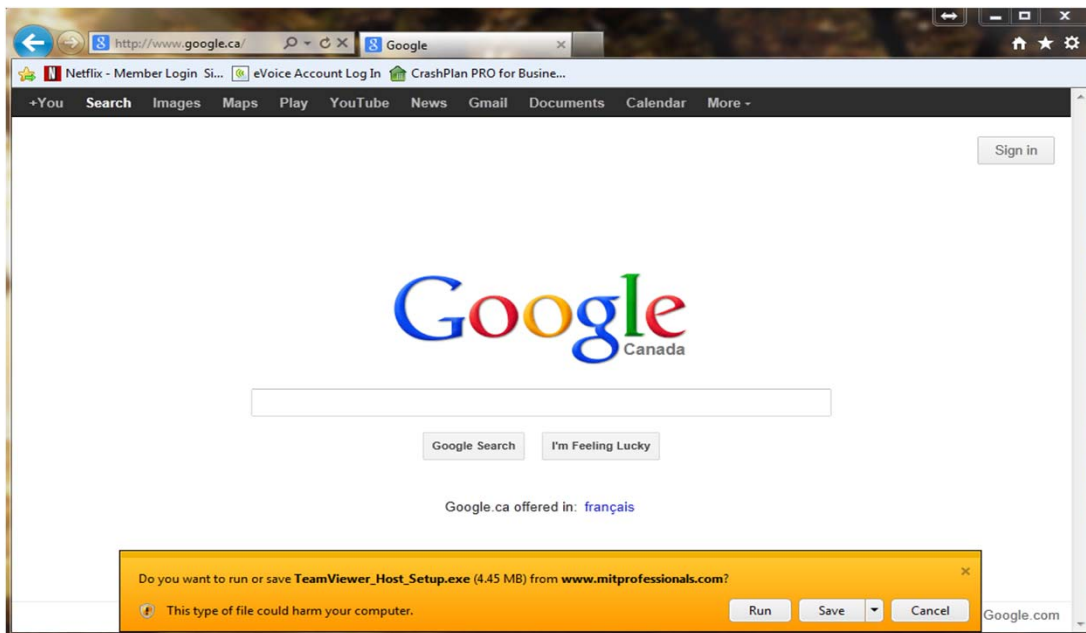 http://www.google.ca/
Google
Netflix - Member Login Si... eVoice Account Log In CrashPlan PRO for Busine...
+You Search Images Maps Play YouTube News Gmail Documents Calendar More
Sign in
Google
Canada
Google Search I'm Feeling Lucky
Google.ca offered in: français
Do you want to run or save TeamViewer_Host_Setup.exe (4.45 MB) from www.mitprofessionals.com?
This type of file could harm your computer.
Run Save Cancel
Google.com